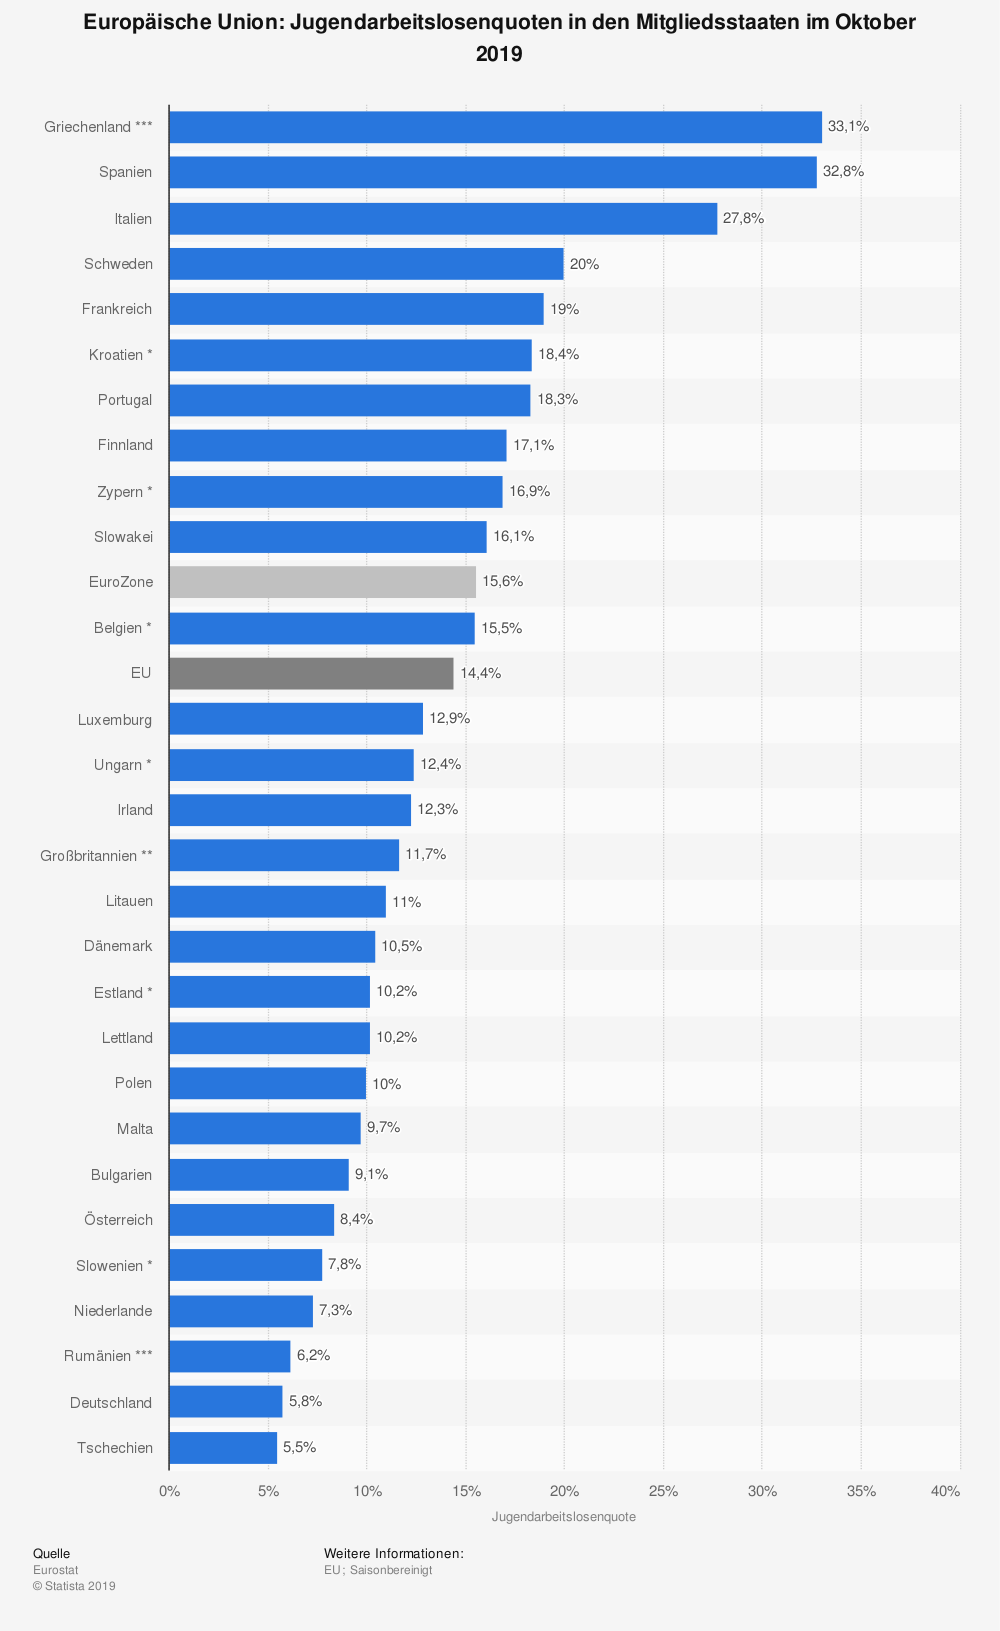 Europäische Union: Jugendarbeitslosenquoten in den Mitgliedsstaaten im Oktober
2019
Griechenland *** 33,1%
Spanien 32,8%
Italien 27,8%
Schweden 20%
Frankreich 19%
Kroatien * 18,4%
Portugal 18,3%
Finnland 17,1%
Zypern * 16,9%
Slowakei 16,1%
EuroZone 15,6%
Belgien * 15,5%
EU 14,4%
Luxemburg 12,9%
Ungarn * 12,4%
Irland 12,3%
Großbritannien ** 11,7%
Litauen 11%
Dänemark 10,5%
Estland * 10,2%
Lettland 10,2%
Polen 10%
Malta 9,7%
Bulgarien 9,1%
Österreich 8,4%
Slowenien * 7,8%
Niederlande 7,3%
Rumänien *** 6,2%
Deutschland 5,8%
Tschechien 5,5%
0% 5% 10% 15% 20% 25% 30% 35% 40%
Jugendarbeitslosenquote
Quelle
Eurostat
© Statista 2019
Weitere Informationen:
EU; Saisonbereinigt